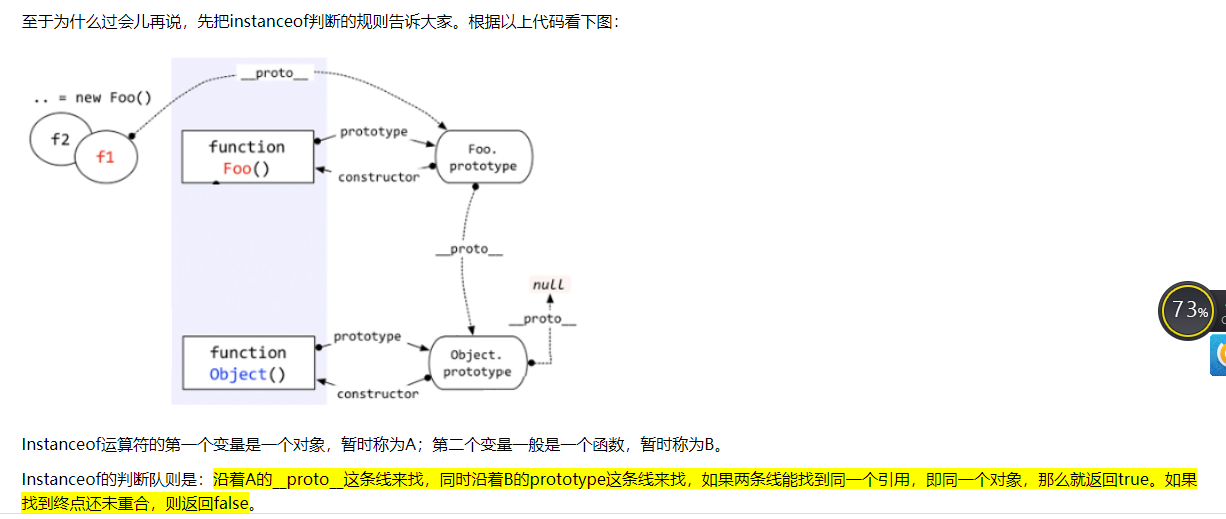 至于为什么过会儿再说，先把instanceof判断的规则告诉大家。根据以上代码看下图：
__proto__
.. = new Foo()
f2
f1
function
Foo()
prototype
constructor
Foo.
prototype
__proto__
null
__proto__
function
Object()
prototype
constructor
Object.
prototype
73%
Instanceof运算符的第一个变量是一个对象，暂时称为A；第二个变量一般是一个函数，暂时称为B。
Instanceof的判断队则是：沿着A的__proto__这条线来找，同时沿着B的prototype这条线来找，如果两条线能找到同一个引用，即同一个对象，那么就返回true。如果
找到终点还未重合，则返回false。